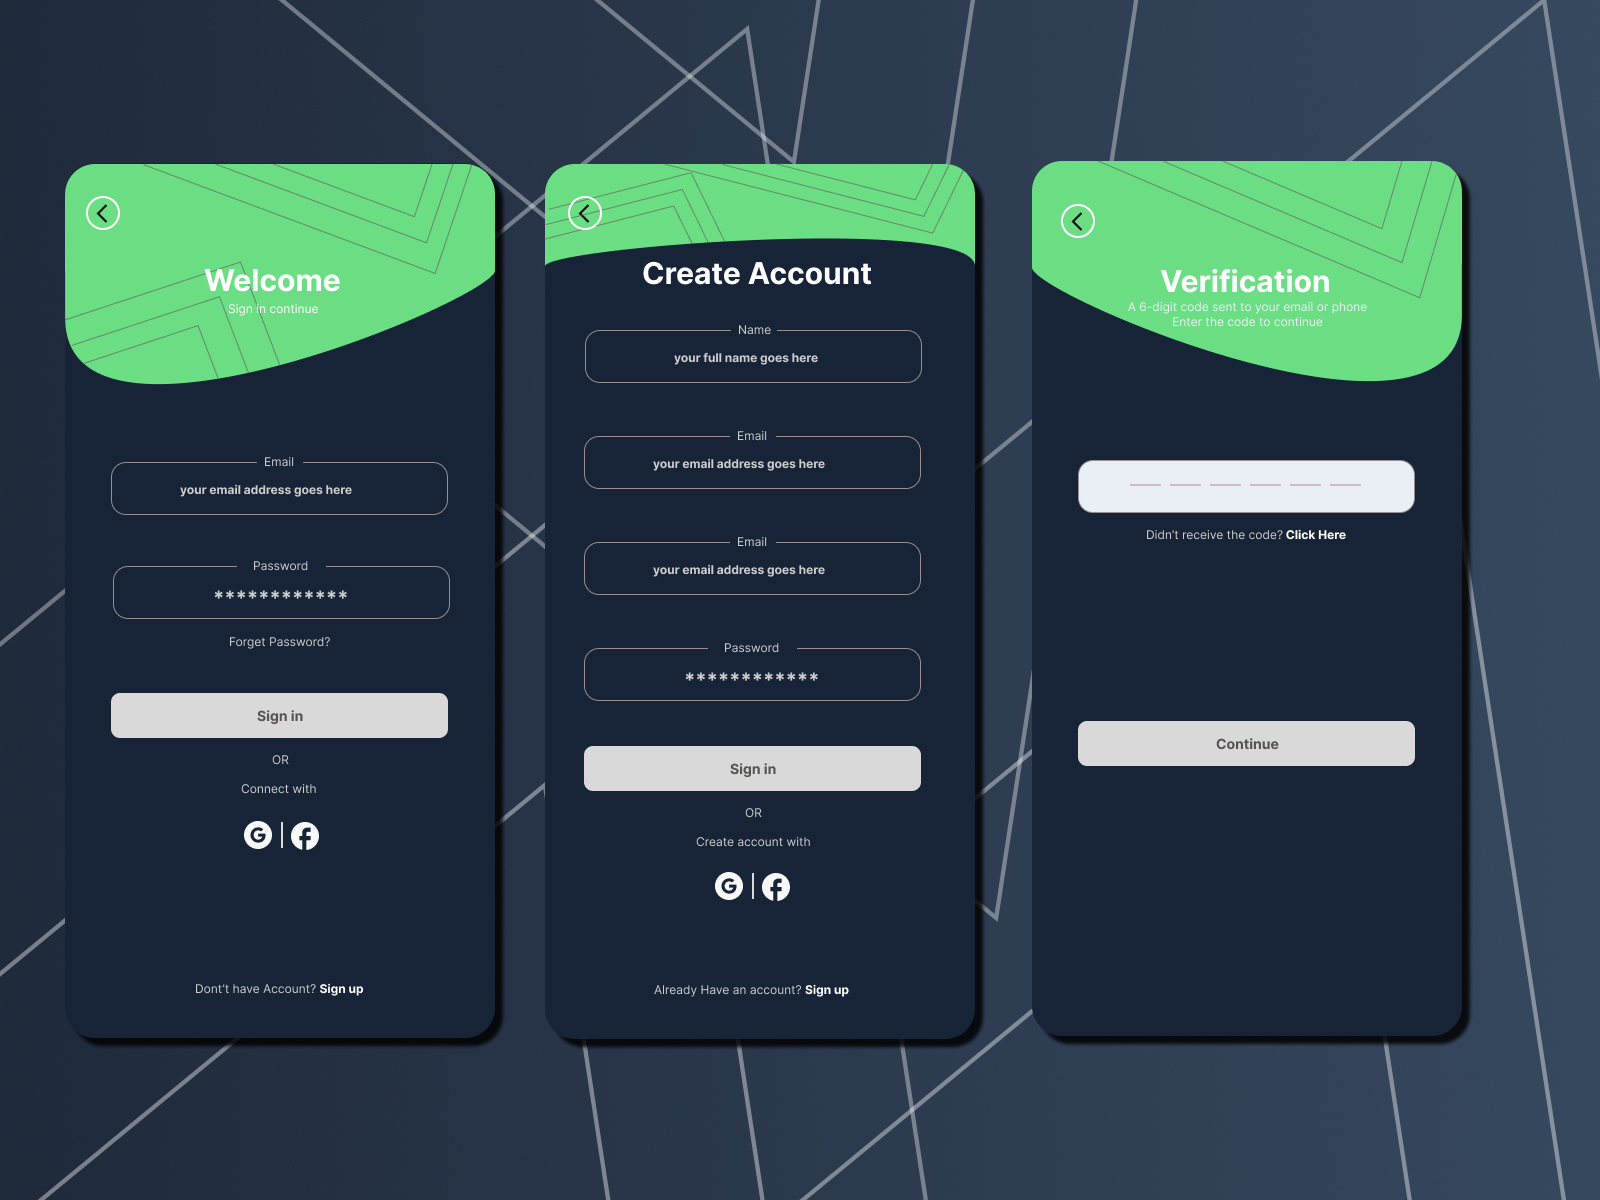 Welcome
Sign in continue
Email
your email address goes here
Password
************
Forget Password?
Sign in
OR
Connect with
G | f
Dont't have Account? Sign up
Create Account
Name
your full name goes here
Email
your email address goes here
Email
your email address goes here
Password
************
Sign in
OR
Create account with
G | f
Already Have an account? Sign up
Verification
A 6-digit code sent to your email or phone
Enter the code to continue
Didn't receive the code? Click Here
Continue